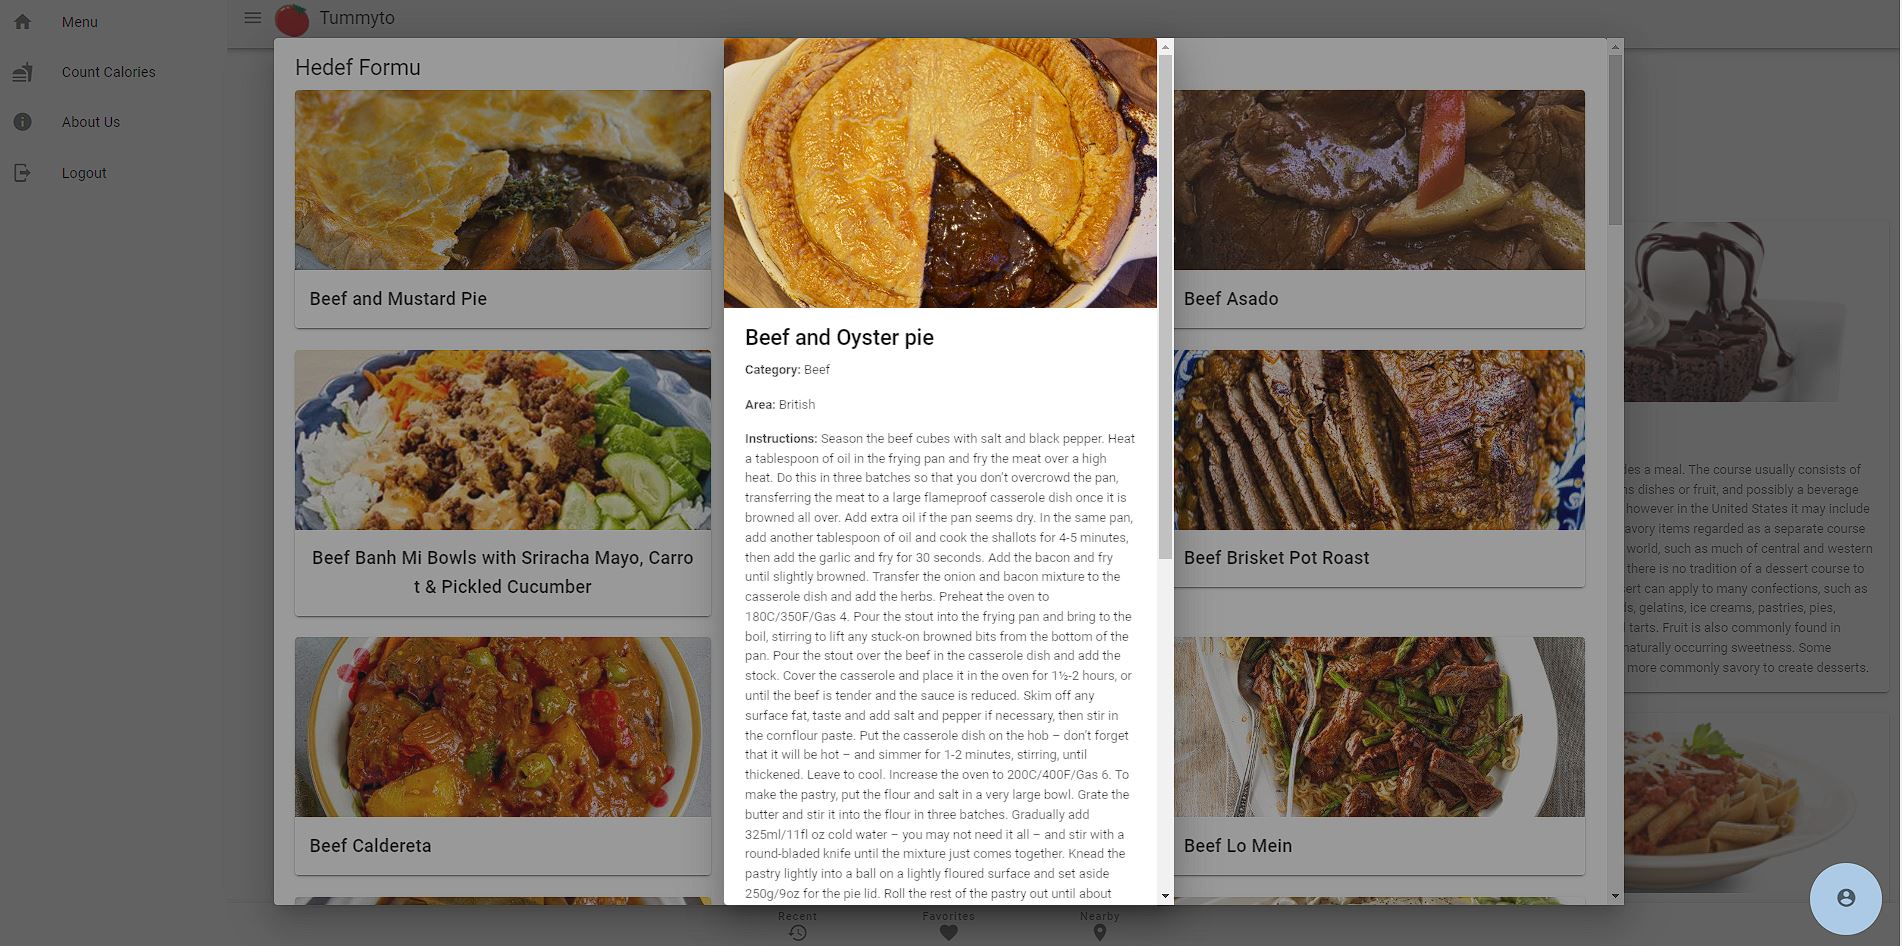 Menu
Count Calories
About Us
Logout
Tummyto
Hedef Formu
Beef and Mustard Pie
Beef Banh Mi Bowls with Sriracha Mayo, Carro
t & Pickled Cucumber
Beef Caldereta
Beef and Oyster pie
Category: Beef
Area: British
Instructions: Season the beef cubes with salt and black pepper. Heat
a tablespoon of oil in the frying pan and fry the meat over a high
heat. Do this in three batches so that you don't overcrowd the pan,
transferring the meat to a large flameproof casserole dish once it is
browned all over. Add extra oil if the pan seems dry. In the same pan,
add another tablespoon of oil and cook the shallots for 4-5 minutes,
then add the garlic and fry for 30 seconds. Add the bacon and fry
until slightly browned. Transfer the onion and bacon mixture to the
casserole dish and add the herbs. Preheat the oven to
180C/350F/Gas 4. Pour the stout into the frying pan and bring to the
boil, stirring to lift any stuck-on browned bits from the bottom of the
pan. Pour the stout over the beef in the casserole dish and add the
stock. Cover the casserole and place it in the oven for 1½-2 hours, or
until the beef is tender and the sauce is reduced. Skim off any
surface fat, taste and add salt and pepper if necessary, then stir in
the cornflour paste. Put the casserole dish on the hob – don't forget
that it will be hot – and simmer for 1-2 minutes, stirring, until
thickened. Leave to cool. Increase the oven to 200C/400F/Gas 6. To
make the pastry, put the flour and salt in a very large bowl. Grate the
butter and stir it into the flour in three batches. Gradually add
325ml/11fl oz cold water – you may not need it all – and stir with a
round-bladed knife until the mixture just comes together. Knead the
pastry lightly into a ball on a lightly floured surface and set aside
250g/9oz for the pie lid. Roll the rest of the pastry out until about
Beef Asado
Beef Brisket Pot Roast
Beef Lo Mein
a meal. The course usually consists of
dishes or fruit, and possibly a beverage
however in the United States it may include
items regarded as a separate course
world, such as much of central and western
there is no tradition of a dessert course to
can apply to many confections, such as
gelatins, ice creams, pastries, pies,
tarts. Fruit is also commonly found in
naturally occurring sweetness. Some
more commonly savory to create desserts.
Recent
Favorites
Nearby